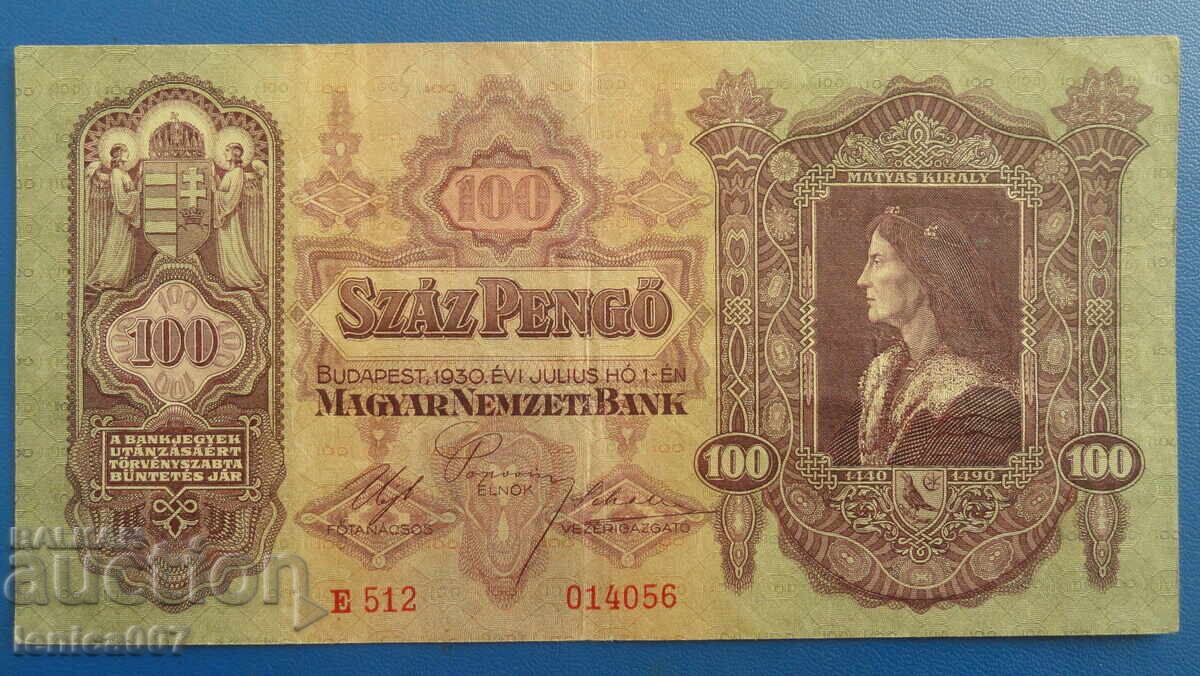 100
100
A BANKJEGYEK
UTÁNZÁSÁÉRT
TÖRVÉNYSZABTA
BÜNTETÉS JÁR
SZÁZ PENGŐ
BUDAPEST, 1930. ÉVI JULIUS HÓ 1-ÉN
MAGYAR NEMZETI BANK
ELNÖK
FŐTANÁCSOS
VEZÉRIGAZGATÓ
E 512 014056
MÁTYÁS KIRÁLY
100 100
1440 1490
BALKAN
auction
lenica007